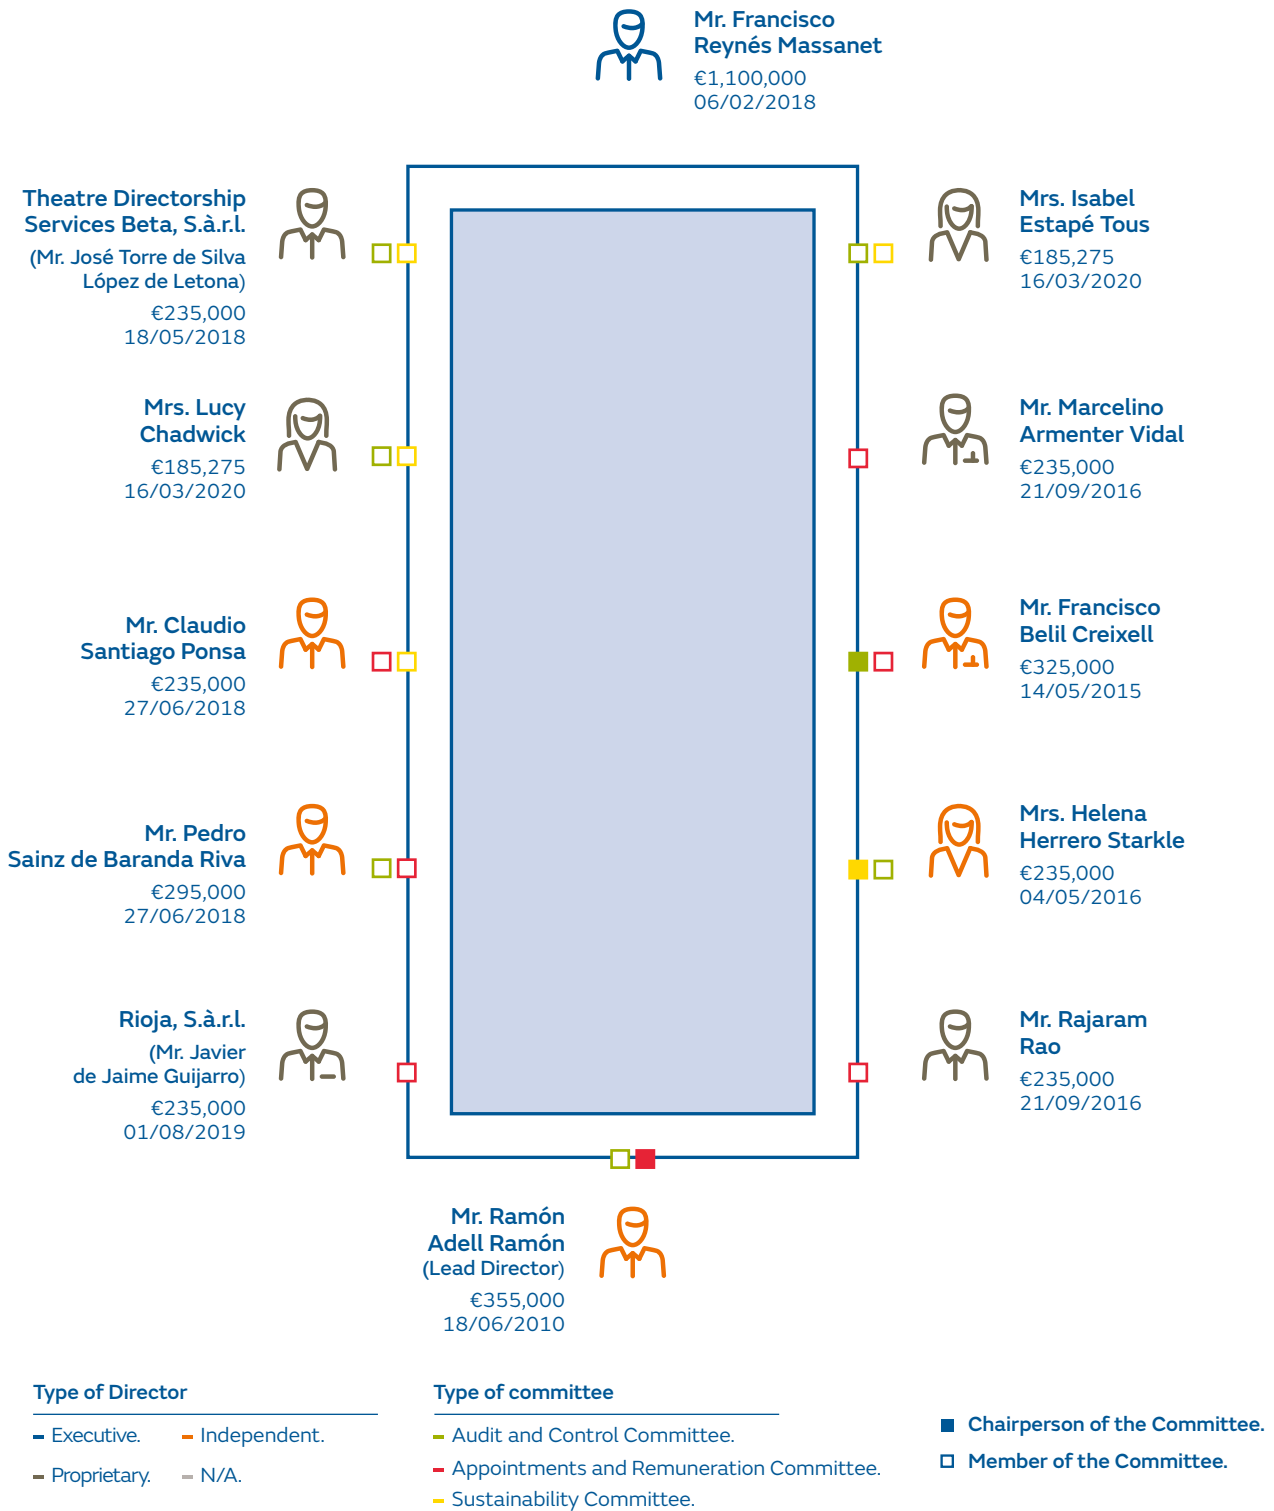 Mr. Francisco
Reynés Massanet
€1,100,000
06/02/2018
Theatre Directorship
Services Beta, S.à.r.l.
(Mr. José Torre de Silva
López de Letona)
€235,000
18/05/2018
Mrs. Isabel
Estapé Tous
€185,275
16/03/2020
Mrs. Lucy
Chadwick
€185,275
16/03/2020
Mr. Marcelino
Armenter Vidal
€235,000
21/09/2016
Mr. Claudio
Santiago Ponsa
€235,000
27/06/2018
Mr. Francisco
Belil Creixell
€325,000
14/05/2015
Mr. Pedro
Sainz de Baranda Riva
€295,000
27/06/2018
Mrs. Helena
Herrero Starkle
€235,000
04/05/2016
Rioja, S.à.r.l.
(Mr. Javier
de Jaime Guijarro)
€235,000
01/08/2019
Mr. Rajaram
Rao
€235,000
21/09/2016
Mr. Ramón
Adell Ramón
(Lead Director)
€355,000
18/06/2010
Type of Director
Executive.
Independent.
Proprietary.
N/A.
Type of committee
Audit and Control Committee.
Appointments and Remuneration Committee.
Sustainability Committee.
Chairperson of the Committee.
Member of the Committee.